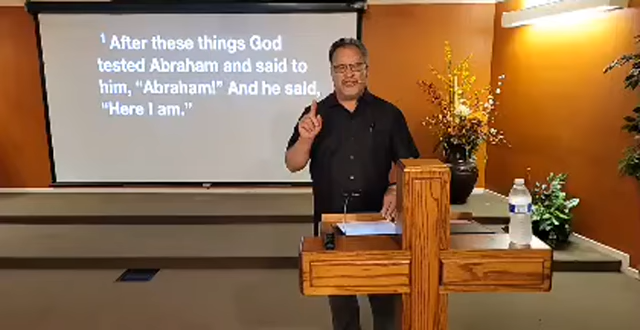 1 After these things God
tested Abraham and said to
him, “Abraham!” And he said,
“Here I am.”